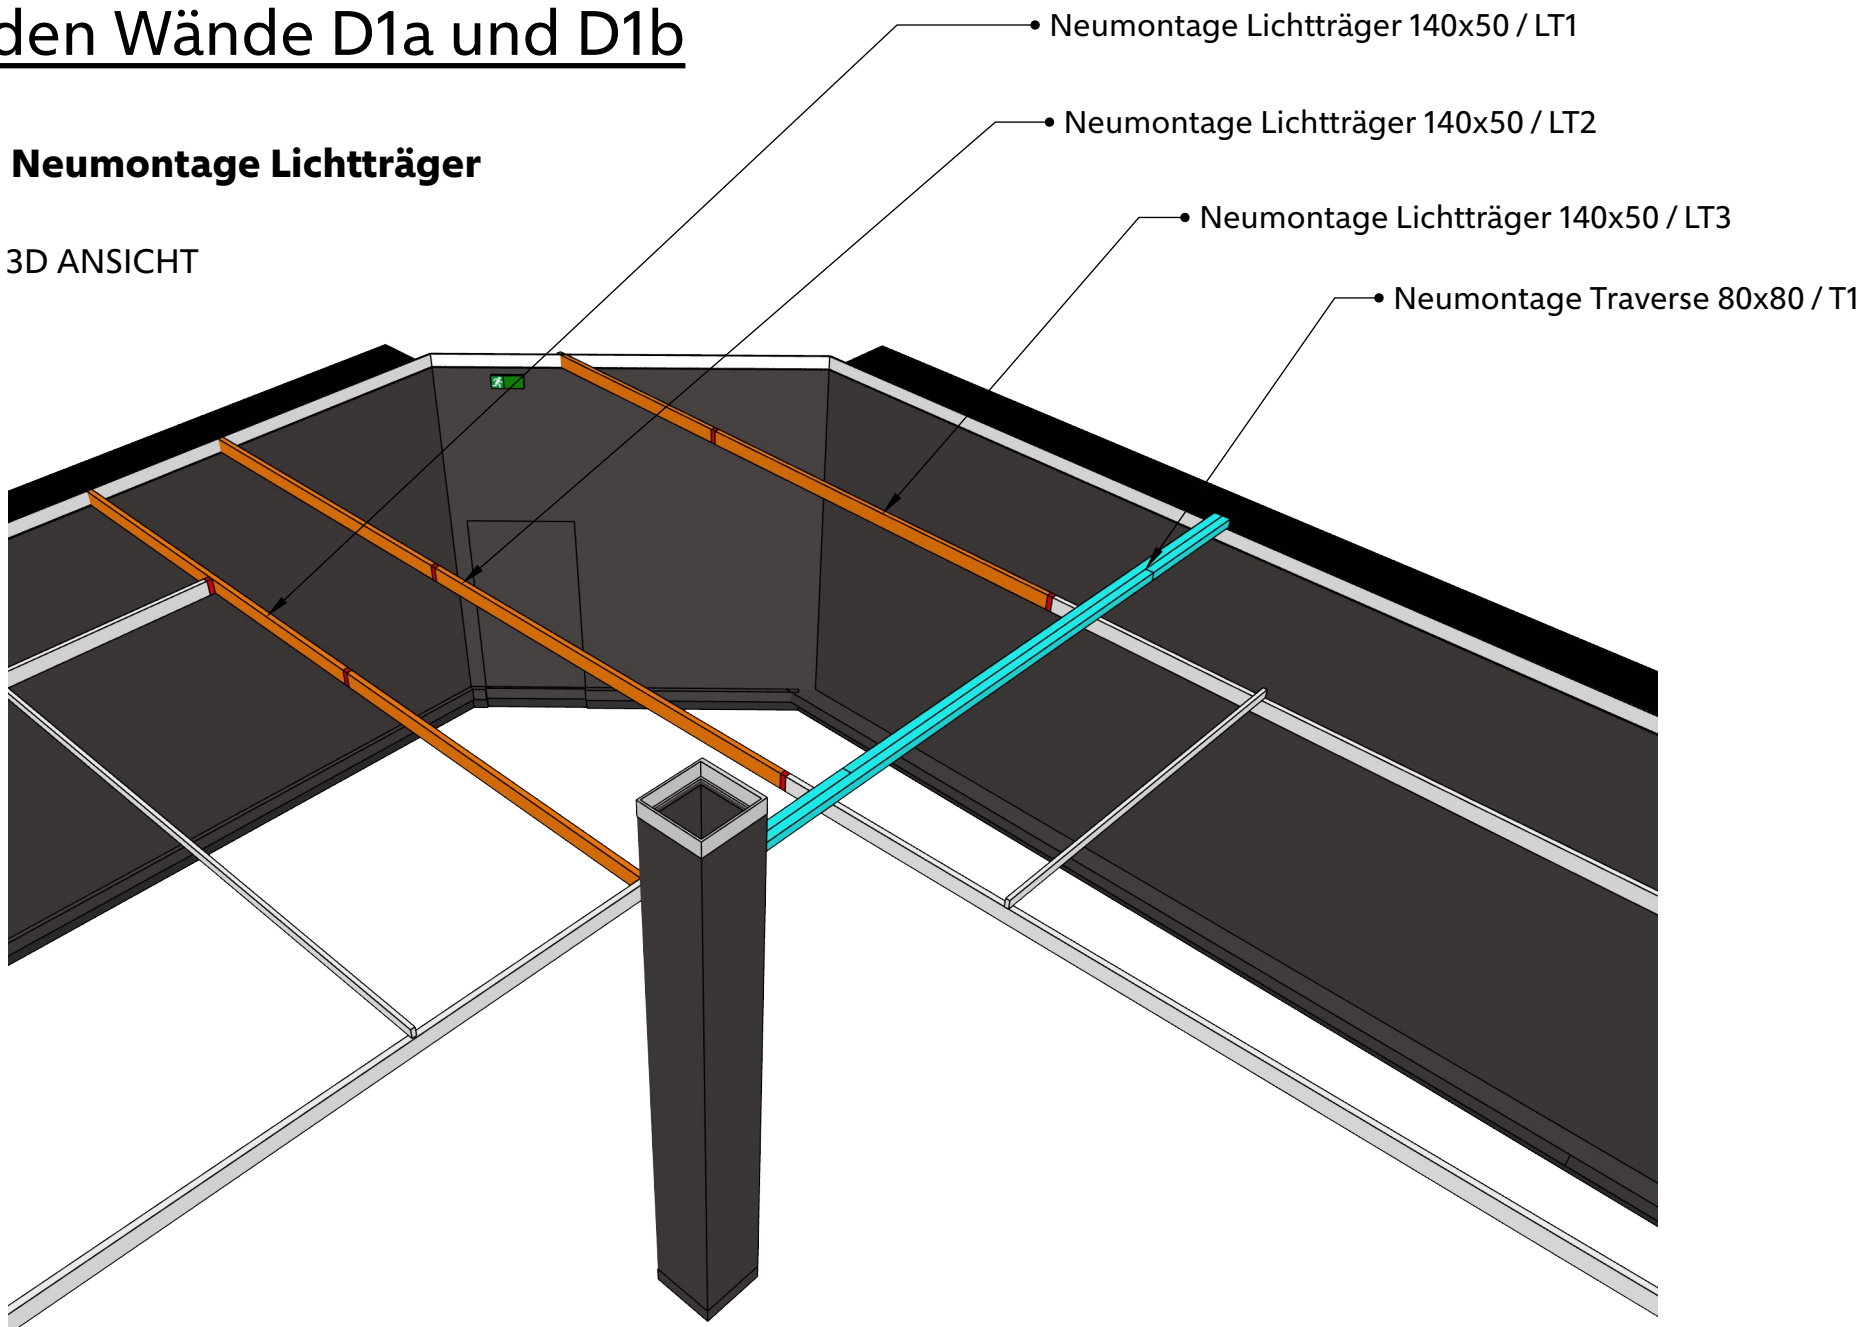 den Wände D1a und D1b
Neumontage Lichtträger 140x50 / LT1
Neumontage Lichtträger 140x50 / LT2
Neumontage Lichtträger
Neumontage Lichtträger 140x50 / LT3
3D ANSICHT
Neumontage Traverse 80x80 / T1